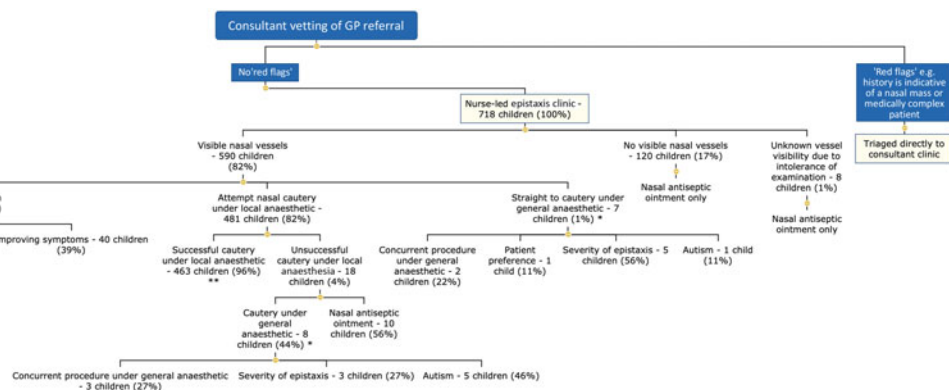 Consultant vetting of GP referral
No'red flags'
'Red flags' e.g.
history is indicative
of a nasal mass or
medically complex
patient
Nurse-led epistaxis clinic -
718 children (100%)
Triaged directly to
consultant clinic
Visible nasal vessels
- 590 children
(82%)
No visible nasal vessels
- 120 children (17%)
Unknown vessel
visibility due to
intolerance of
examination - 8
children (1%)
Nasal antiseptic
ointment only
Nasal antiseptic
ointment only
Attempt nasal cautery
under local anaesthetic -
481 children (82%)
Straight to cautery under
general anaesthetic - 7
children (1%) *
symptoms - 40 children
(39%)
Successful cautery
under local anaesthetic
- 463 children (96%)
**
Unsuccessful
cautery under local
anaesthesia - 18
children (4%)
Concurrent procedure
under general
anaesthetic - 2
children (22%)
Patient
preference - 1
child (11%)
Severity of epistaxis - 5
children (56%)
Autism - 1 child
(11%)
Cautery under
general
anaesthetic - 8
children (44%) *
Nasal antiseptic
ointment - 10
children (56%)
Concurrent procedure under general anaesthetic
- 3 children (27%)
Severity of epistaxis - 3 children (27%)
Autism - 5 children (46%)